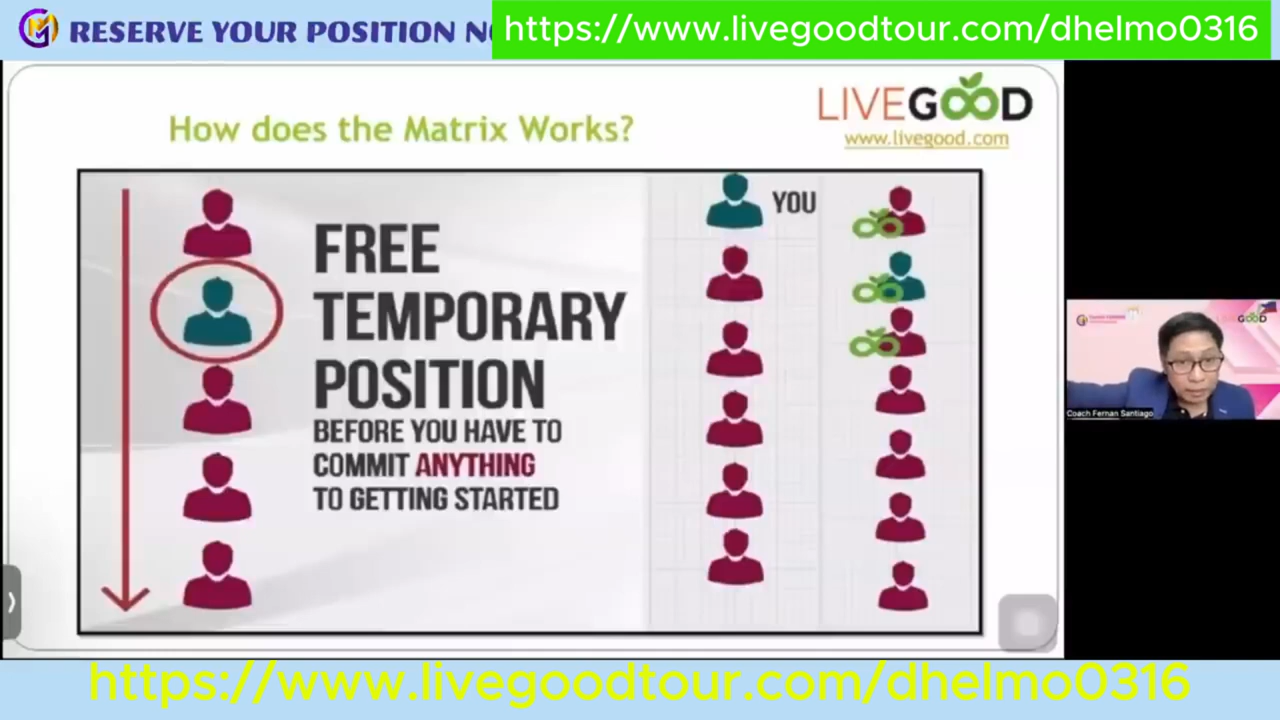 RESERVE YOUR POSITION
https://www.livegoodtour.com/dhelmo0316
LIVEGOOD
www.livegood.com
How does the Matrix Works?
FREE
TEMPORARY
POSITION
BEFORE YOU HAVE TO
COMMIT ANYTHING
TO GETTING STARTED
YOU
Coach Fernan Santiago
https://www.livegoodtour.com/dhelmo0316